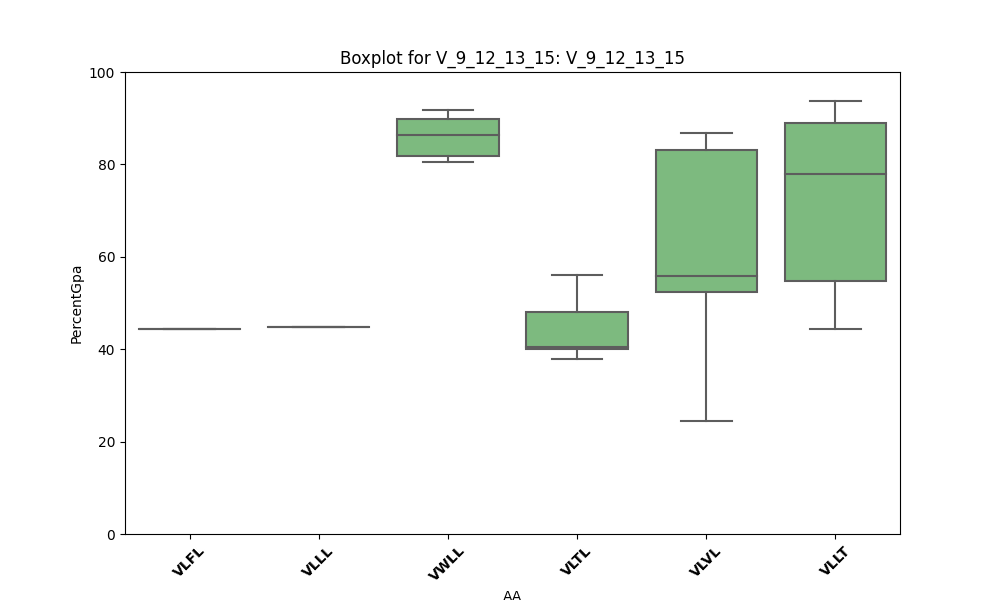 Boxplot for V_9_12_13_15: V_9_12_13_15
100
80
60
40
20
0
PercentGpa
VLFL
VLLL
VWLL
VLTL
VLVL
VLLT
AA